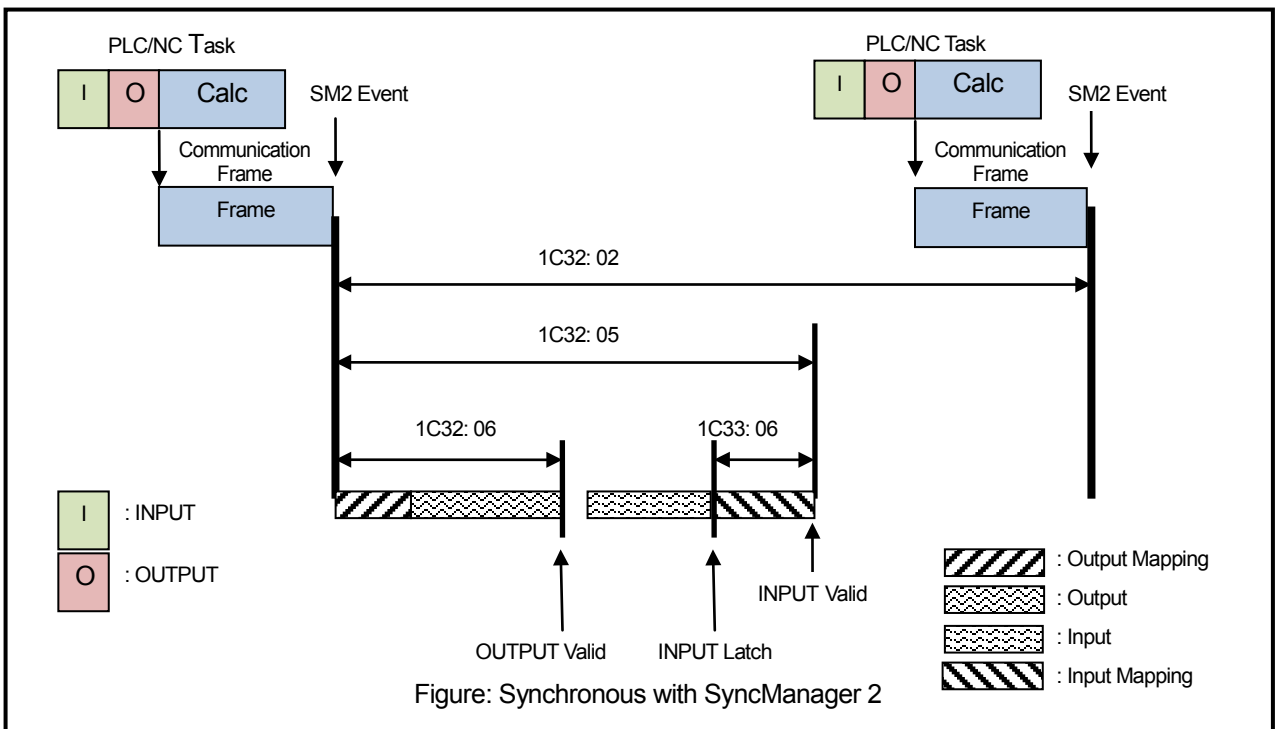 PLC/NC Task
PLC/NC Task
I O Calc
I O Calc
SM2 Event
SM2 Event
Communication
Frame
Communication
Frame
Frame
Frame
1C32: 02
1C32: 05
1C32: 06
1C33: 06
I : INPUT
O : OUTPUT
OUTPUT Valid
INPUT Latch
INPUT Valid
: Output Mapping
: Output
: Input
: Input Mapping
Figure: Synchronous with SyncManager 2